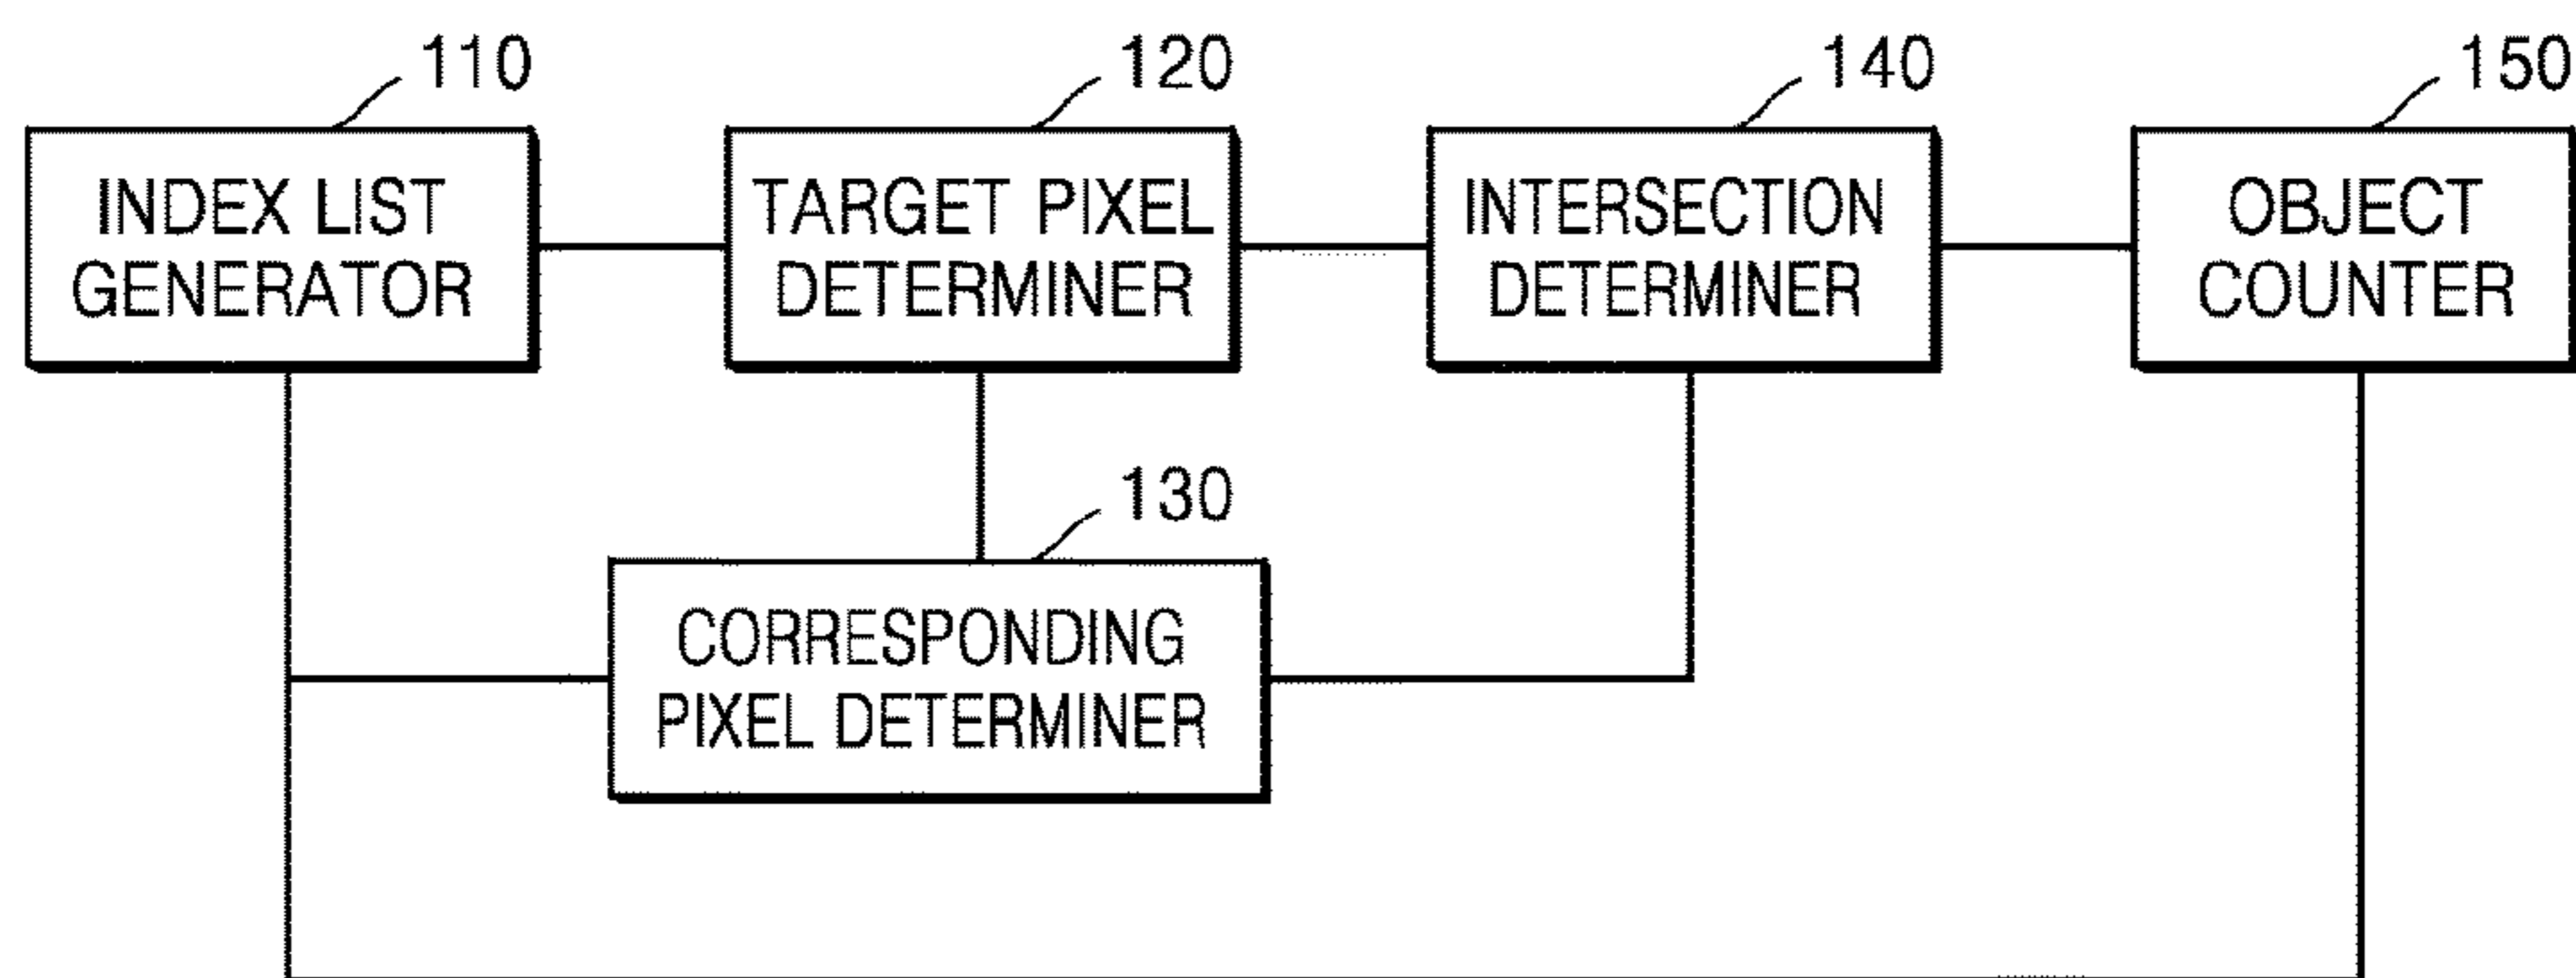 110
INDEX LIST
GENERATOR
120
TARGET PIXEL
DETERMINER
140
INTERSECTION
DETERMINER
150
OBJECT
COUNTER
130
CORRESPONDING
PIXEL DETERMINER